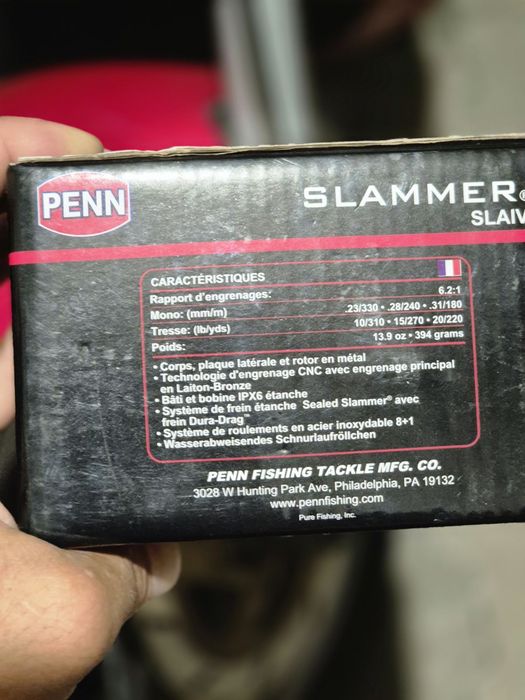 PENN
SLAMMER®
SLAIV
CARACTÉRISTIQUES
Rapport d'engrenages: 6.2:1
Mono: (mm/m) .23/330 • .28/240 • .31/180
Tresse: (lb/yds) 10/310 • 15/270 • 20/220
Poids: 13.9 oz • 394 grams
• Corps, plaque latérale et rotor en métal
• Technologie d'engrenage CNC avec engrenage principal
en Laiton-Bronze
• Bâti et bobine IPX6 étanche
• Système de frein étanche Sealed Slammer® avec
frein Dura-Drag™
• Système de roulements en acier inoxydable 8+1
• Wasserabweisendes Schnurlaufröllchen
PENN FISHING TACKLE MFG. CO.
3028 W Hunting Park Ave, Philadelphia, PA 19132
www.pennfishing.com
Pure Fishing, Inc.